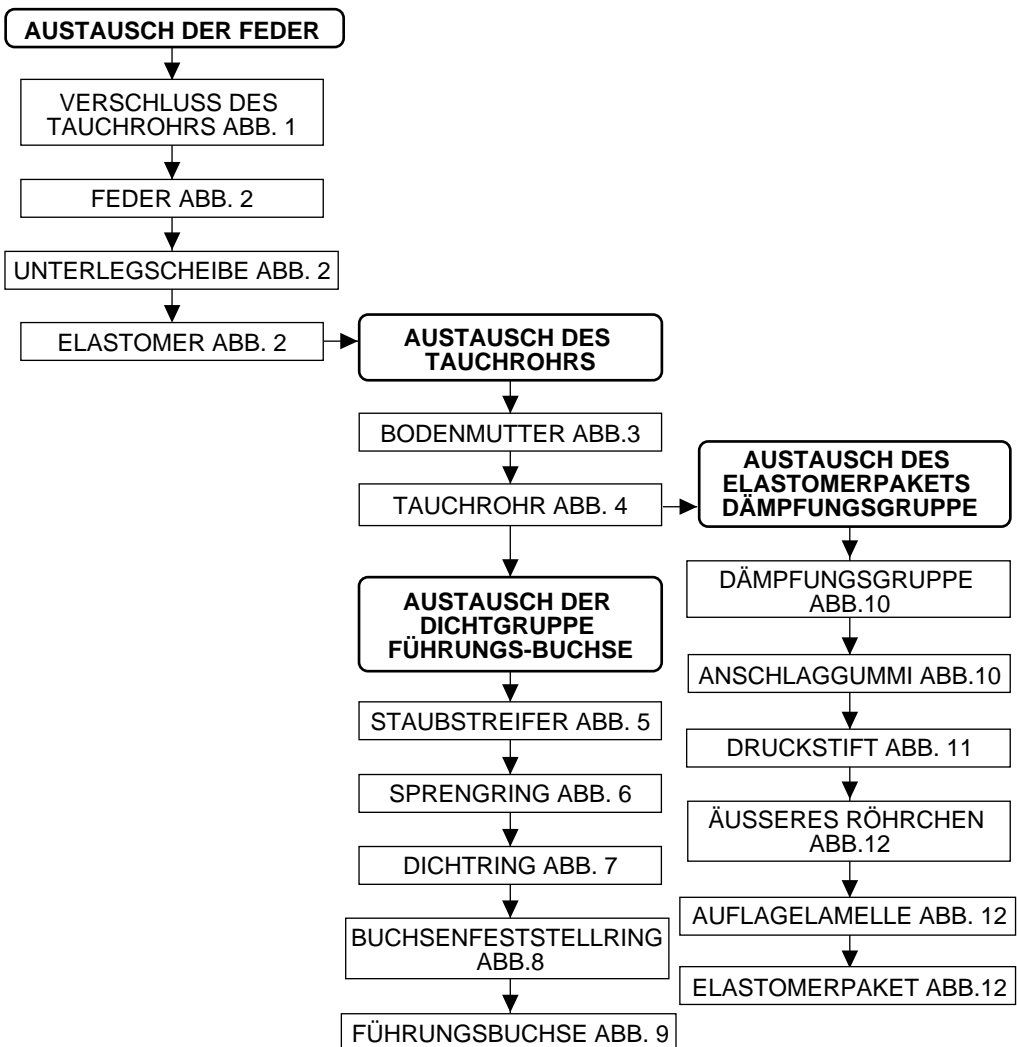 AUSTAUSCH DER FEDER
VERSCHLUSS DES
TAUCHROHRS ABB. 1
FEDER ABB. 2
UNTERLEGSCHEIBE ABB. 2
ELASTOMER ABB. 2
AUSTAUSCH DES
TAUCHROHRS
BODENMUTTER ABB.3
TAUCHROHR ABB. 4
AUSTAUSCH DER
DICHTGRUPPE
FÜHRUNGS-BUCHSE
STAUBSTREIFER ABB. 5
SPRENGRING ABB. 6
DICHTRING ABB. 7
BUCHSENFESTSTELLRING
ABB.8
FÜHRUNGSBUCHSE ABB. 9
AUSTAUSCH DES
ELASTOMERPAKETS
DÄMPFUNGSGRUPPE
DÄMPFUNGSGRUPPE
ABB.10
ANSCHLAGGUMMI ABB.10
DRUCKSTIFT ABB. 11
ÄUSSERES RÖHRCHEN
ABB.12
AUFLAGELAMELLE ABB. 12
ELASTOMERPAKET ABB.12